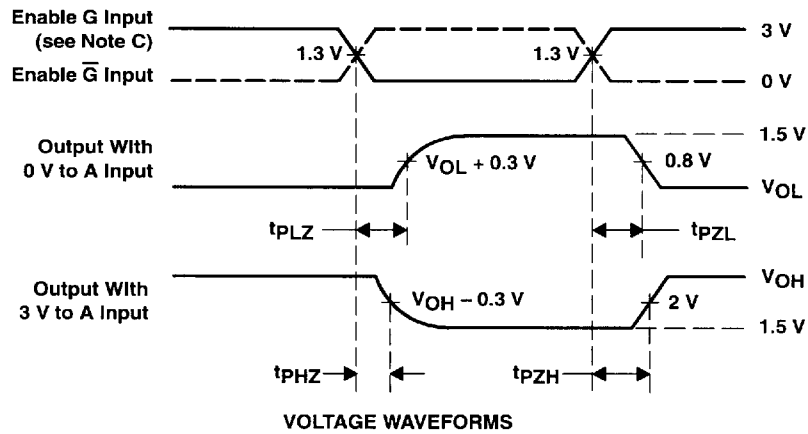 Enable G Input
(see Note C)
Enable G̅ Input
1.3 V
1.3 V
3 V
0 V
Output With
0 V to A Input
VOL + 0.3 V
1.5 V
0.8 V
VOL
tPLZ
tPZL
Output With
3 V to A Input
VOH – 0.3 V
VOH
2 V
1.5 V
tPHZ
tPZH
VOLTAGE WAVEFORMS